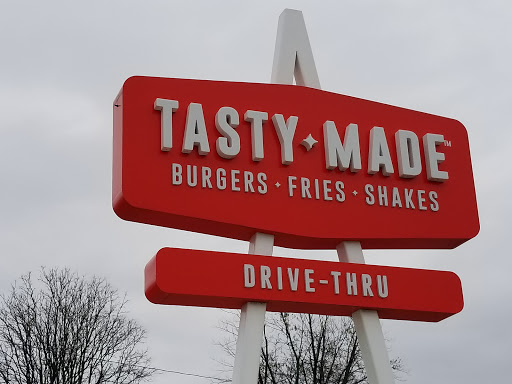 TASTY✦MADE™
BURGERS ✦ FRIES ✦ SHAKES
DRIVE-THRU